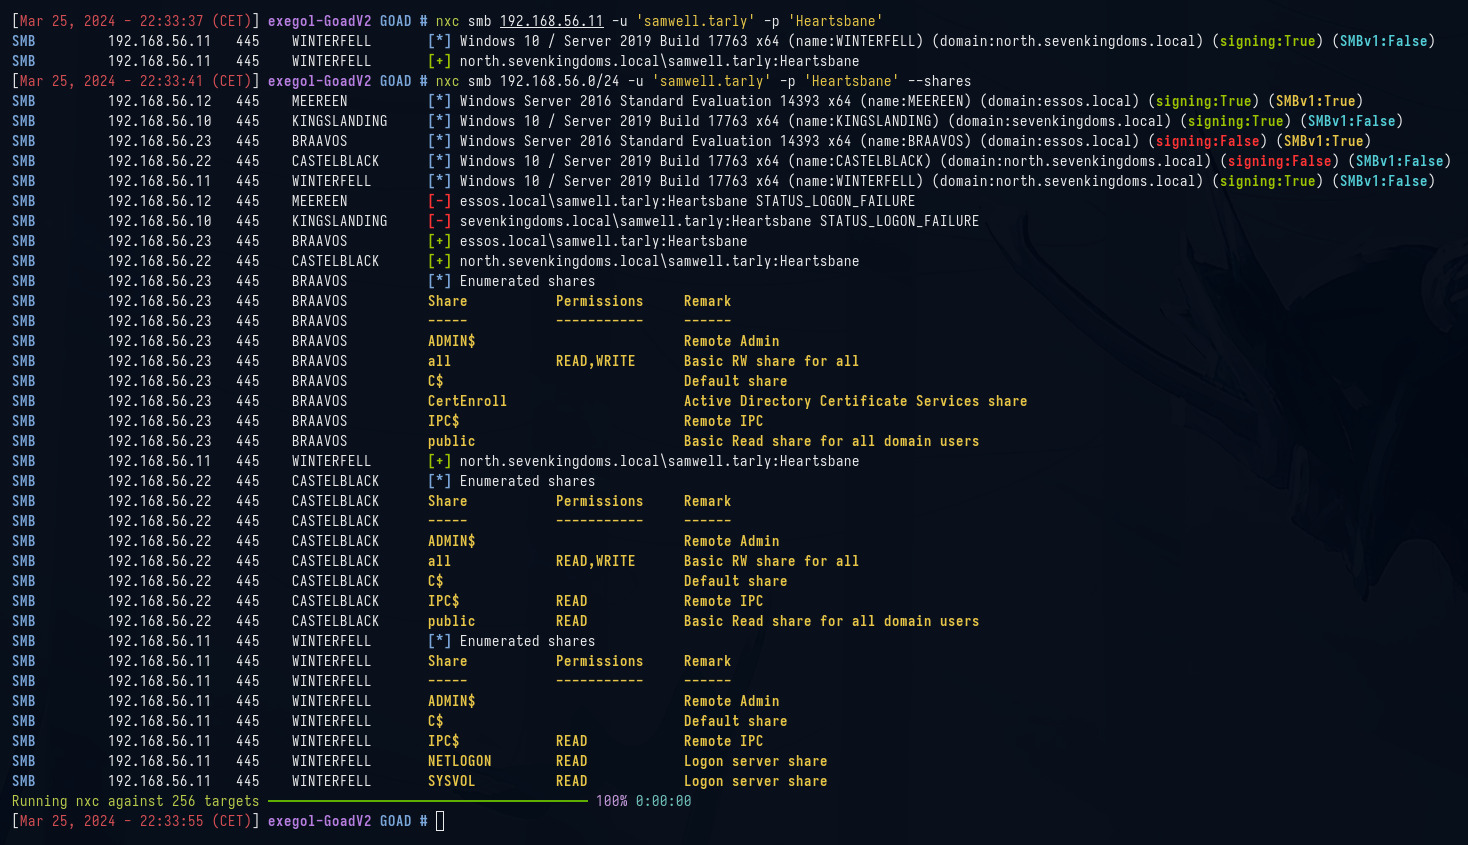 [Mar 25, 2024 - 22:33:37 (CET)] exegol-GoadV2 GOAD # nxc smb 192.168.56.11 -u 'samwell.tarly' -p 'Heartsbane'
SMB         192.168.56.11   445    WINTERFELL       [*] Windows 10 / Server 2019 Build 17763 x64 (name:WINTERFELL) (domain:north.sevenkingdoms.local) (signing:True) (SMBv1:False)
SMB         192.168.56.11   445    WINTERFELL       [+] north.sevenkingdoms.local\samwell.tarly:Heartsbane
[Mar 25, 2024 - 22:33:41 (CET)] exegol-GoadV2 GOAD # nxc smb 192.168.56.0/24 -u 'samwell.tarly' -p 'Heartsbane' --shares
SMB         192.168.56.12   445    MEEREEN          [*] Windows Server 2016 Standard Evaluation 14393 x64 (name:MEEREEN) (domain:essos.local) (signing:True) (SMBv1:True)
SMB         192.168.56.10   445    KINGSLANDING     [*] Windows 10 / Server 2019 Build 17763 x64 (name:KINGSLANDING) (domain:sevenkingdoms.local) (signing:True) (SMBv1:False)
SMB         192.168.56.23   445    BRAAVOS          [*] Windows Server 2016 Standard Evaluation 14393 x64 (name:BRAAVOS) (domain:essos.local) (signing:False) (SMBv1:True)
SMB         192.168.56.22   445    CASTELBLACK      [*] Windows 10 / Server 2019 Build 17763 x64 (name:CASTELBLACK) (domain:north.sevenkingdoms.local) (signing:False) (SMBv1:False)
SMB         192.168.56.11   445    WINTERFELL       [*] Windows 10 / Server 2019 Build 17763 x64 (name:WINTERFELL) (domain:north.sevenkingdoms.local) (signing:True) (SMBv1:False)
SMB         192.168.56.12   445    MEEREEN          [-] essos.local\samwell.tarly:Heartsbane STATUS_LOGON_FAILURE
SMB         192.168.56.10   445    KINGSLANDING     [-] sevenkingdoms.local\samwell.tarly:Heartsbane STATUS_LOGON_FAILURE
SMB         192.168.56.23   445    BRAAVOS          [+] essos.local\samwell.tarly:Heartsbane
SMB         192.168.56.22   445    CASTELBLACK      [+] north.sevenkingdoms.local\samwell.tarly:Heartsbane
SMB         192.168.56.23   445    BRAAVOS          [*] Enumerated shares
SMB         192.168.56.23   445    BRAAVOS          Share           Permissions     Remark
SMB         192.168.56.23   445    BRAAVOS          -----           -----------     ------
SMB         192.168.56.23   445    BRAAVOS          ADMIN$                          Remote Admin
SMB         192.168.56.23   445    BRAAVOS          all             READ,WRITE      Basic RW share for all
SMB         192.168.56.23   445    BRAAVOS          C$                              Default share
SMB         192.168.56.23   445    BRAAVOS          CertEnroll                      Active Directory Certificate Services share
SMB         192.168.56.23   445    BRAAVOS          IPC$                            Remote IPC
SMB         192.168.56.23   445    BRAAVOS          public                          Basic Read share for all domain users
SMB         192.168.56.11   445    WINTERFELL       [+] north.sevenkingdoms.local\samwell.tarly:Heartsbane
SMB         192.168.56.22   445    CASTELBLACK      [*] Enumerated shares
SMB         192.168.56.22   445    CASTELBLACK      Share           Permissions     Remark
SMB         192.168.56.22   445    CASTELBLACK      -----           -----------     ------
SMB         192.168.56.22   445    CASTELBLACK      ADMIN$                          Remote Admin
SMB         192.168.56.22   445    CASTELBLACK      all             READ,WRITE      Basic RW share for all
SMB         192.168.56.22   445    CASTELBLACK      C$                              Default share
SMB         192.168.56.22   445    CASTELBLACK      IPC$            READ            Remote IPC
SMB         192.168.56.22   445    CASTELBLACK      public          READ            Basic Read share for all domain users
SMB         192.168.56.11   445    WINTERFELL       [*] Enumerated shares
SMB         192.168.56.11   445    WINTERFELL       Share           Permissions     Remark
SMB         192.168.56.11   445    WINTERFELL       -----           -----------     ------
SMB         192.168.56.11   445    WINTERFELL       ADMIN$                          Remote Admin
SMB         192.168.56.11   445    WINTERFELL       C$                              Default share
SMB         192.168.56.11   445    WINTERFELL       IPC$            READ            Remote IPC
SMB         192.168.56.11   445    WINTERFELL       NETLOGON        READ            Logon server share
SMB         192.168.56.11   445    WINTERFELL       SYSVOL          READ            Logon server share
Running nxc against 256 targets ━━━━━━━━━━━━━━━━━━━━━━━━━━━━━━━━━━━━━━━━ 100% 0:00:00
[Mar 25, 2024 - 22:33:55 (CET)] exegol-GoadV2 GOAD #